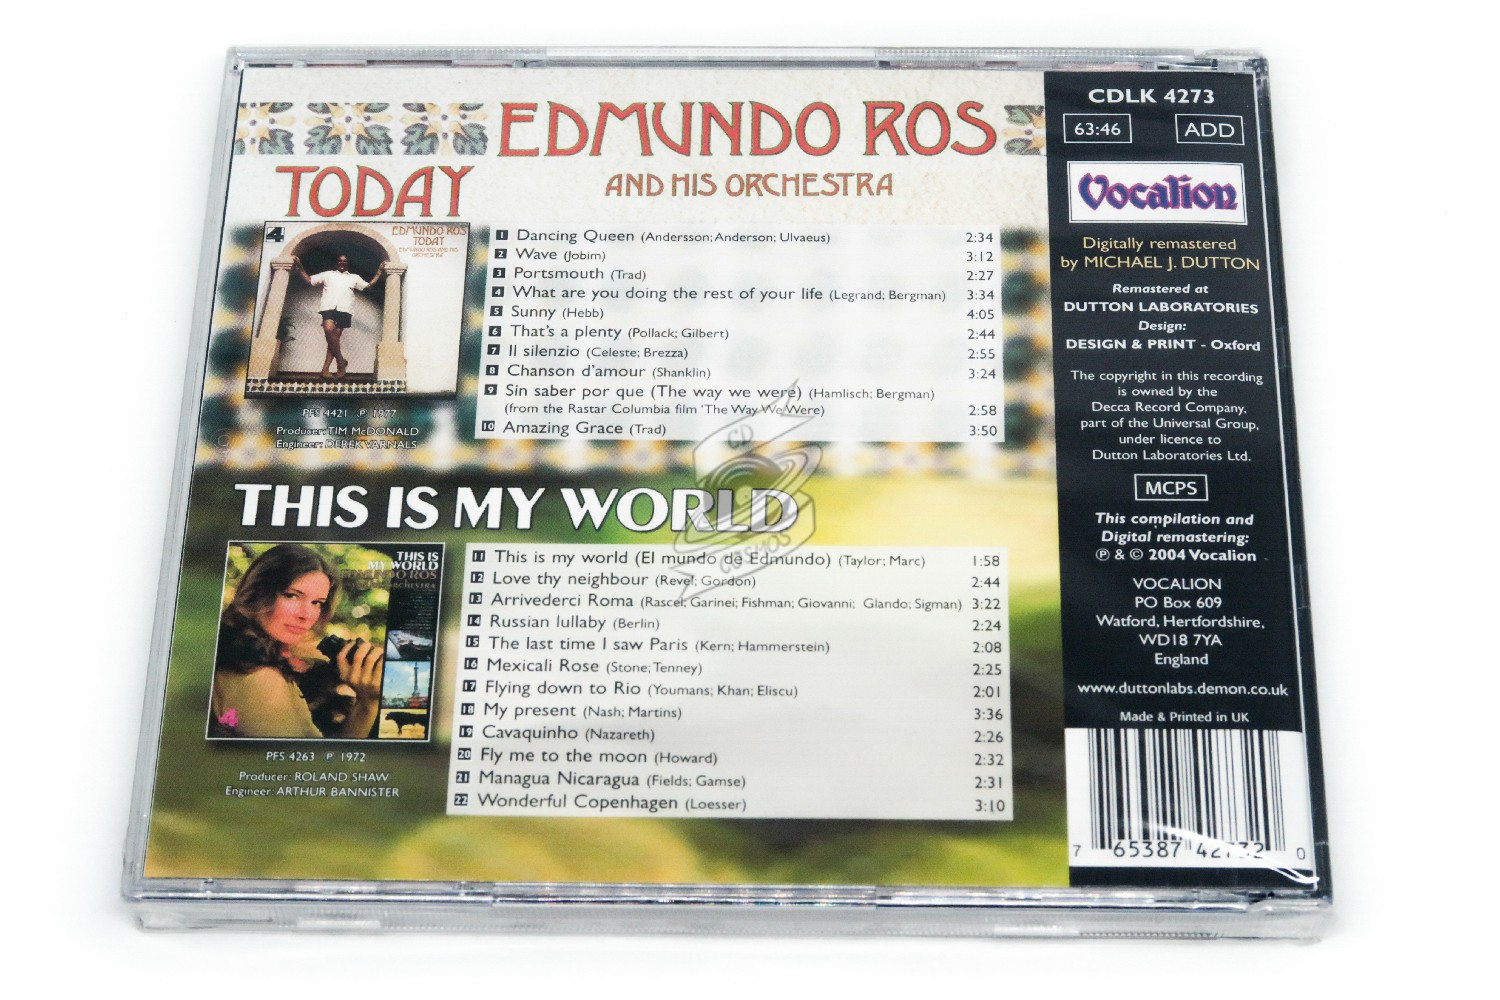 EDMUNDO ROS
AND HIS ORCHESTRA
TODAY
4
EDMUNDO ROS
TODAY
EDMUNDO ROS AND HIS
ORCHESTRA
PFS 4421 ℗ 1977
Producer: TIM McDONALD
Engineer: DEREK VARNALS
1 Dancing Queen (Andersson; Anderson; Ulvaeus) 2:34
2 Wave (Jobim) 3:12
3 Portsmouth (Trad) 2:27
4 What are you doing the rest of your life (Legrand; Bergman) 3:34
5 Sunny (Hebb) 4:05
6 That's a plenty (Pollack; Gilbert) 2:44
7 Il silenzio (Celeste; Brezza) 2:55
8 Chanson d'amour (Shanklin) 3:24
9 Sin saber por que (The way we were) (Hamlisch; Bergman)
(from the Rastar Columbia film 'The Way We Were) 2:58
10 Amazing Grace (Trad) 3:50
THIS IS MY WORLD
THIS IS
MY WORLD
EDMUNDO ROS
PFS 4263 ℗ 1972
Producer: ROLAND SHAW
Engineer: ARTHUR BANNISTER
11 This is my world (El mundo de Edmundo) (Taylor; Marc) 1:58
12 Love thy neighbour (Revel; Gordon) 2:44
13 Arrivederci Roma (Rascel; Garinei; Fishman; Giovanni; Glando; Sigman) 3:22
14 Russian lullaby (Berlin) 2:24
15 The last time I saw Paris (Kern; Hammerstein) 2:08
16 Mexicali Rose (Stone; Tenney) 2:25
17 Flying down to Rio (Youmans; Khan; Eliscu) 2:01
18 My present (Nash; Martins) 3:36
19 Cavaquinho (Nazareth) 2:26
20 Fly me to the moon (Howard) 2:32
21 Managua Nicaragua (Fields; Gamse) 2:31
22 Wonderful Copenhagen (Loesser) 3:10
CD
COSMOS
CDLK 4273
63:46 ADD
Vocalion
Digitally remastered
by MICHAEL J. DUTTON
Remastered at
DUTTON LABORATORIES
Design:
DESIGN & PRINT - Oxford
The copyright in this recording
is owned by the
Decca Record Company,
part of the Universal Group,
under licence to
Dutton Laboratories Ltd.
MCPS
This compilation and
Digital remastering:
℗ & © 2004 Vocalion
VOCALION
PO Box 609
Watford, Hertfordshire,
WD18 7YA
England
www.duttonlabs.demon.co.uk
Made & Printed in UK
7 65387 42732 0